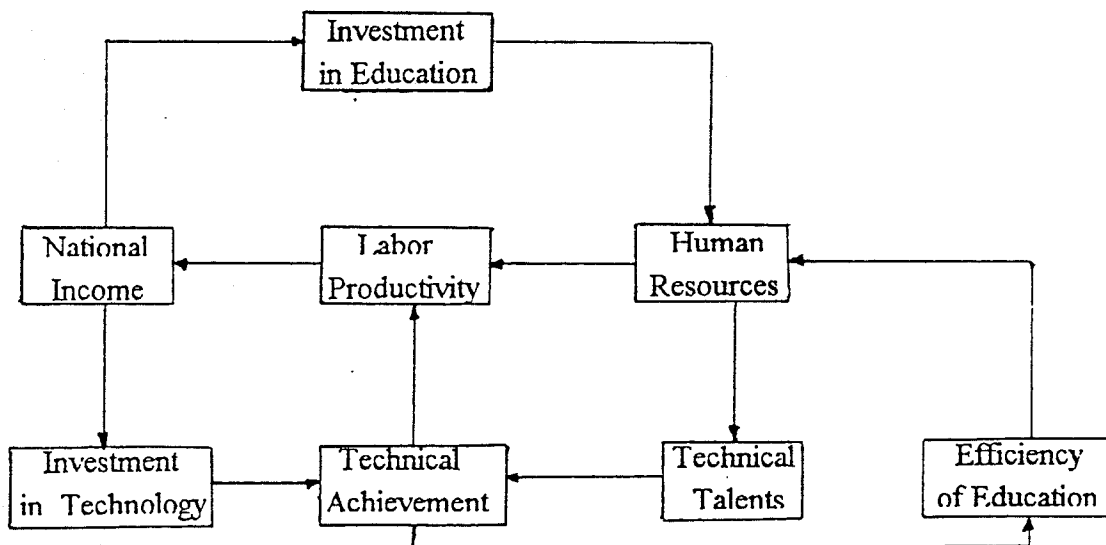 Investment
in Education
National
Income
Labor
Productivity
Human
Resources
Investment
in Technology
Technical
Achievement
Technical
Talents
Efficiency
of Education